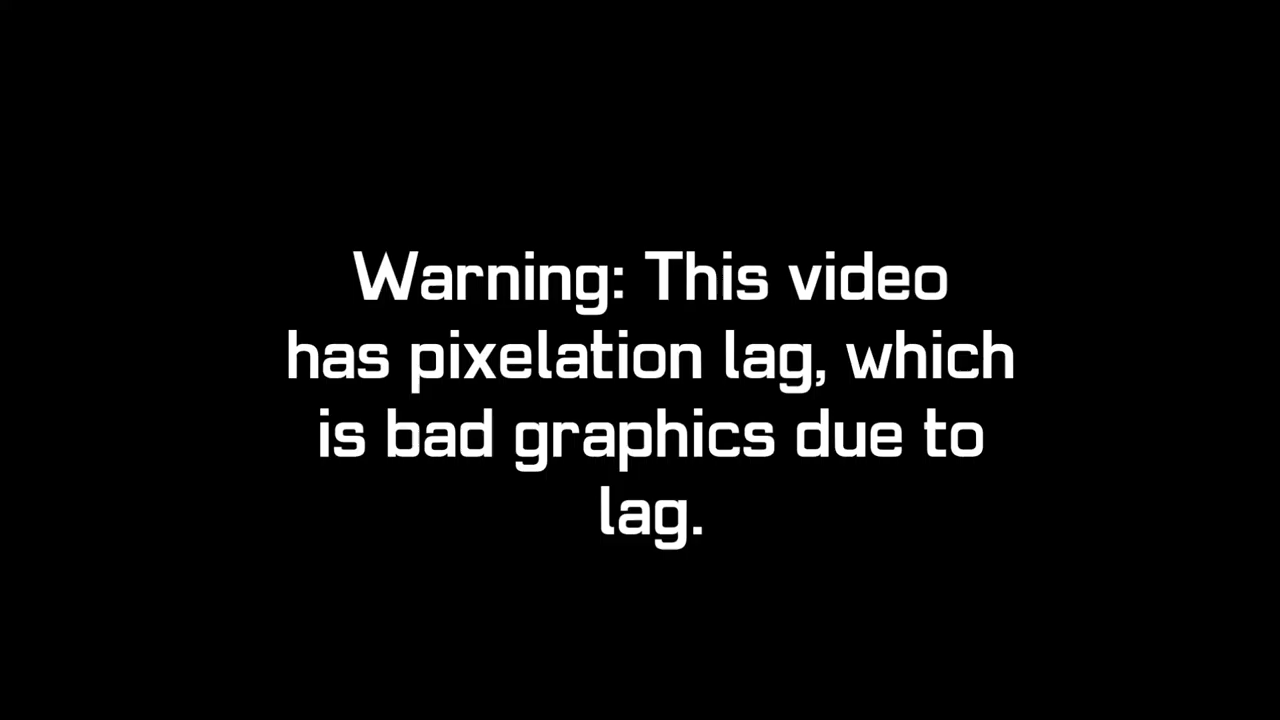 Warning: This video
has pixelation lag, which
is bad graphics due to
lag.